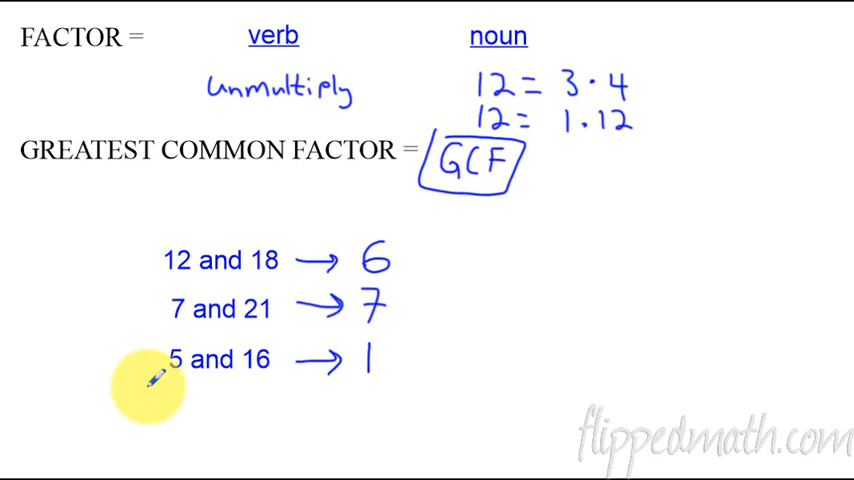 FACTOR = verb noun
unmultiply 12 = 3 · 4
12 = 1 . 12
GREATEST COMMON FACTOR = GCF
12 and 18 → 6
7 and 21 → 7
5 and 16 → 1
flippedmath.com